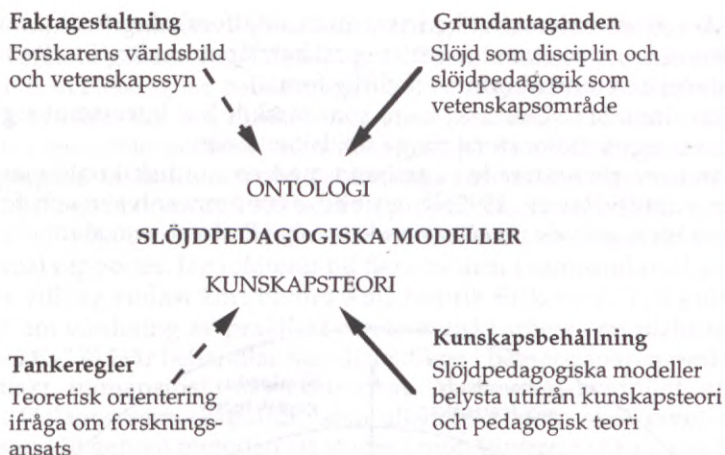 Faktagestaltning
Forskarens världsbild
och vetenskapssyn
Grundantaganden
Slöjd som disciplin och
slöjdpedagogik som
vetenskapsområde
ONTOLOGI
SLÖJDPEDAGOGISKA MODELLER
KUNSKAPSTEORI
Tankeregler
Teoretisk orientering
ifråga om forsknings-
ansats
Kunskapsbehållning
Slöjdpedagogiska modeller
belysta utifrån kunskapsteori
och pedagogisk teori